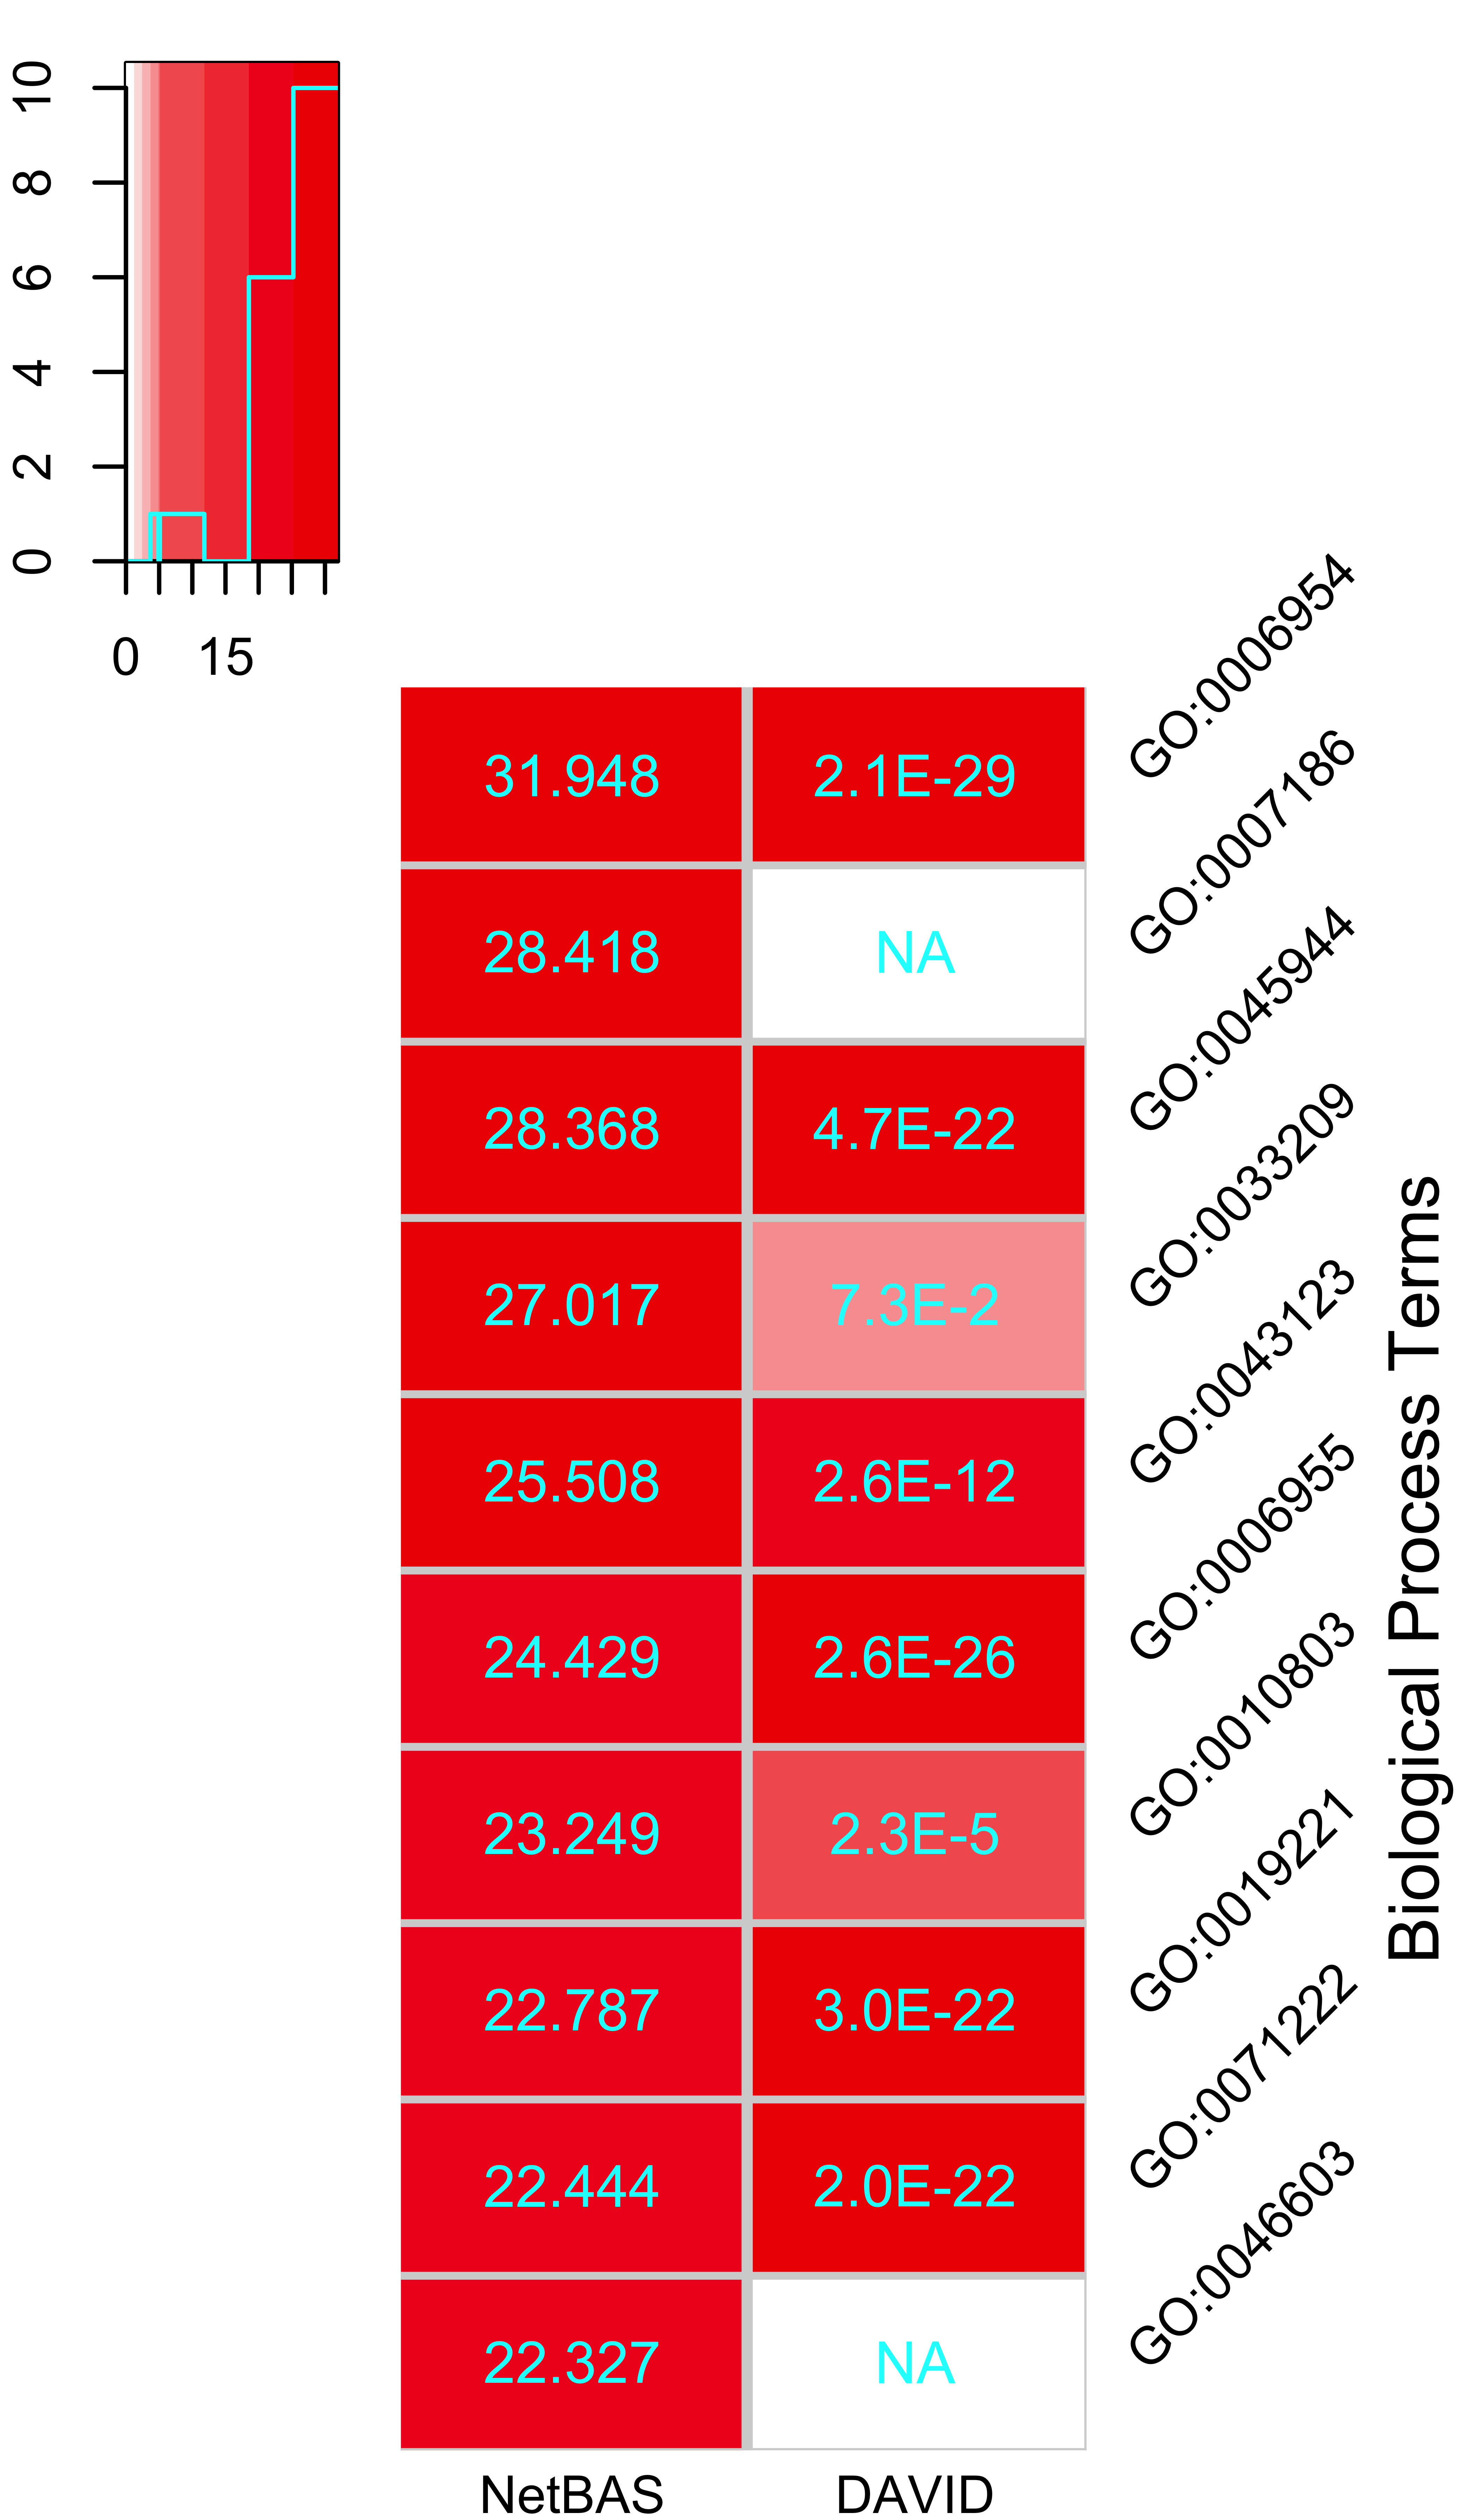 10
8
6
4
2
0
0 15
31.948 2.1E-29 GO:0006954
28.418 NA GO:0007186
28.368 4.7E-22 GO:0045944
27.017 7.3E-2 GO:0033209
25.508 2.6E-12 GO:0043123
24.429 2.6E-26 GO:0006955
23.249 2.3E-5 GO:0010803
22.787 3.0E-22 GO:0019221
22.444 2.0E-22 GO:0071222
22.327 NA GO:0046603
Biological Process Terms
NetBAS DAVID